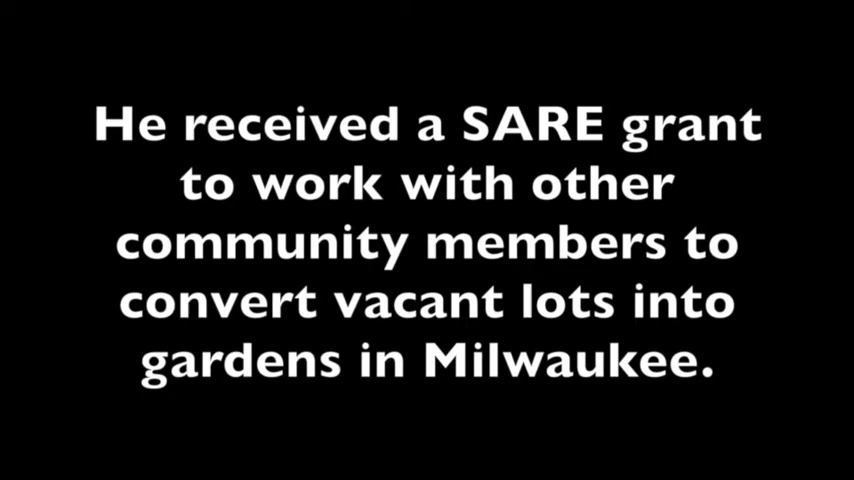 He received a SARE grant
to work with other
community members to
convert vacant lots into
gardens in Milwaukee.